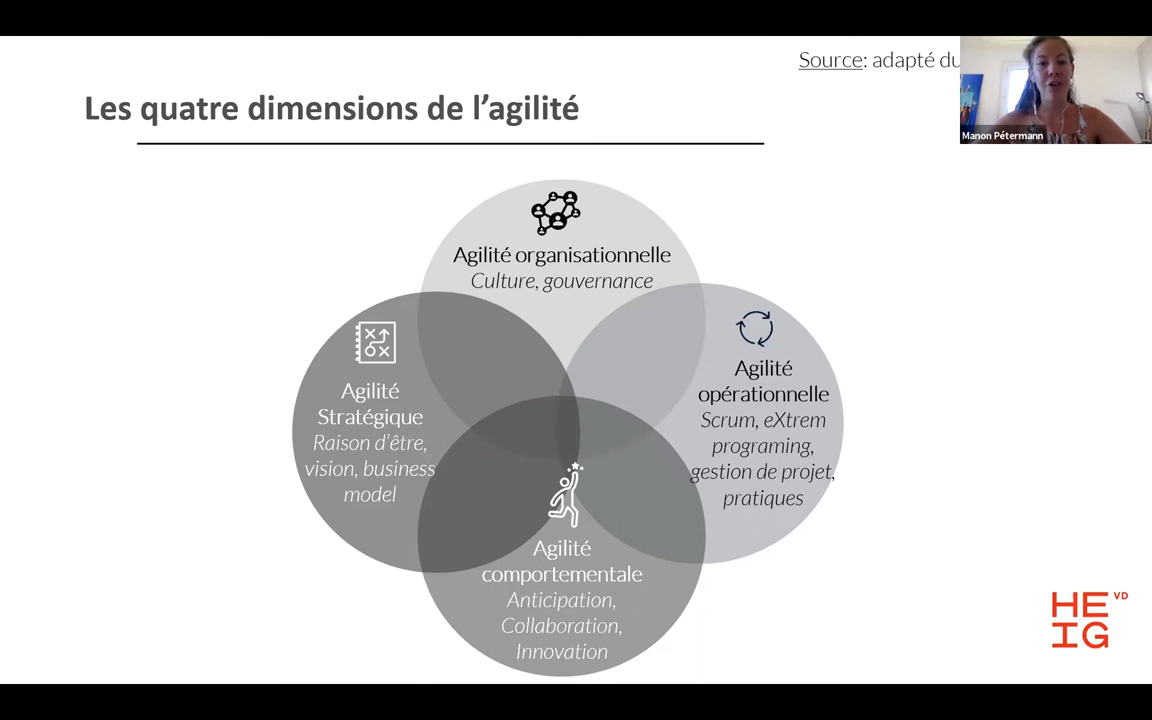 Source: adapté du
Manon Pétermann
Les quatre dimensions de l’agilité
Agilité organisationnelle
Culture, gouvernance
Agilité
Stratégique
Raison d’être,
vision, business
model
Agilité
opérationnelle
Scrum, eXtrem
programing,
gestion de projet,
pratiques
Agilité
comportementale
Anticipation,
Collaboration,
Innovation
HE VD
IG